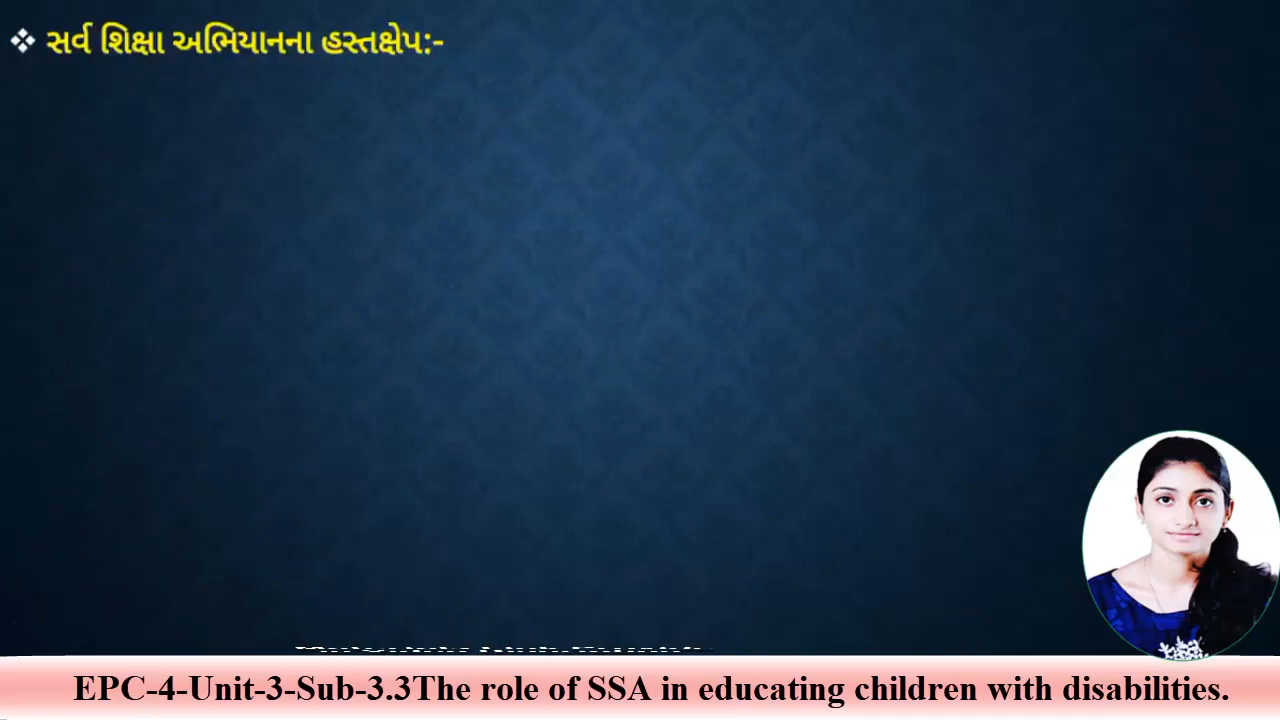 ❖ સર્વ શિક્ષા અભિયાનના હસ્તક્ષેપ:-
EPC-4-Unit-3-Sub-3.3The role of SSA in educating children with disabilities.